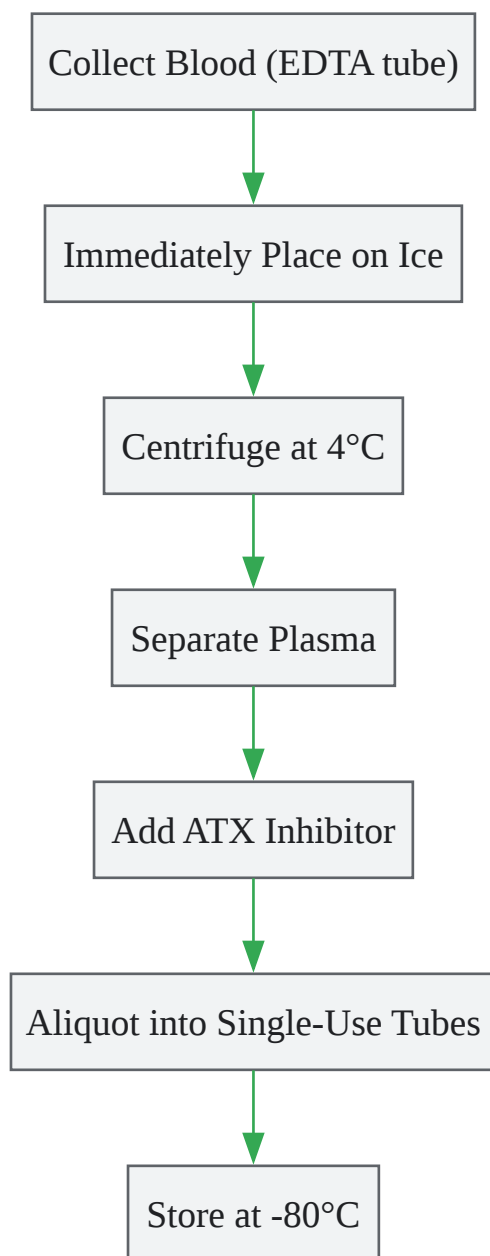 Collect Blood (EDTA tube)
Immediately Place on Ice
Centrifuge at 4°C
Separate Plasma
Add ATX Inhibitor
Aliquot into Single-Use Tubes
Store at -80°C